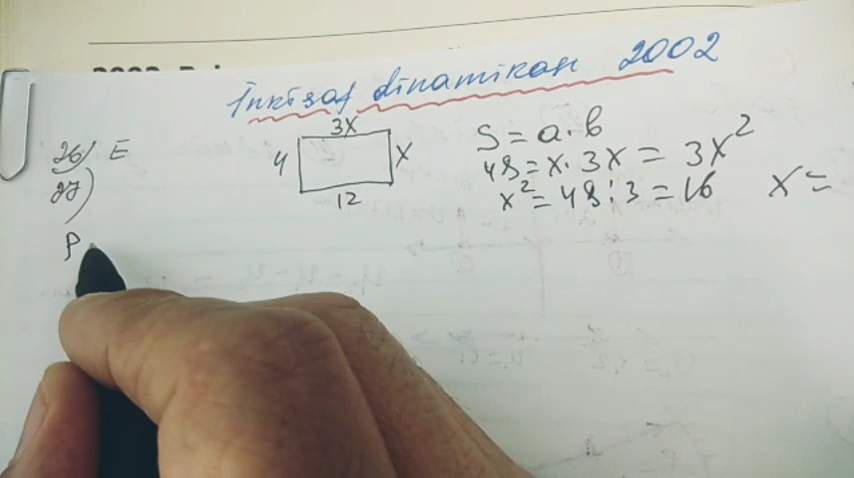 İnkişaf dinamikası 2002
26) E
27)
3x
4
x
12
S = a · b
48 = x · 3x = 3x²
x² = 48 : 3 = 16
x =
P